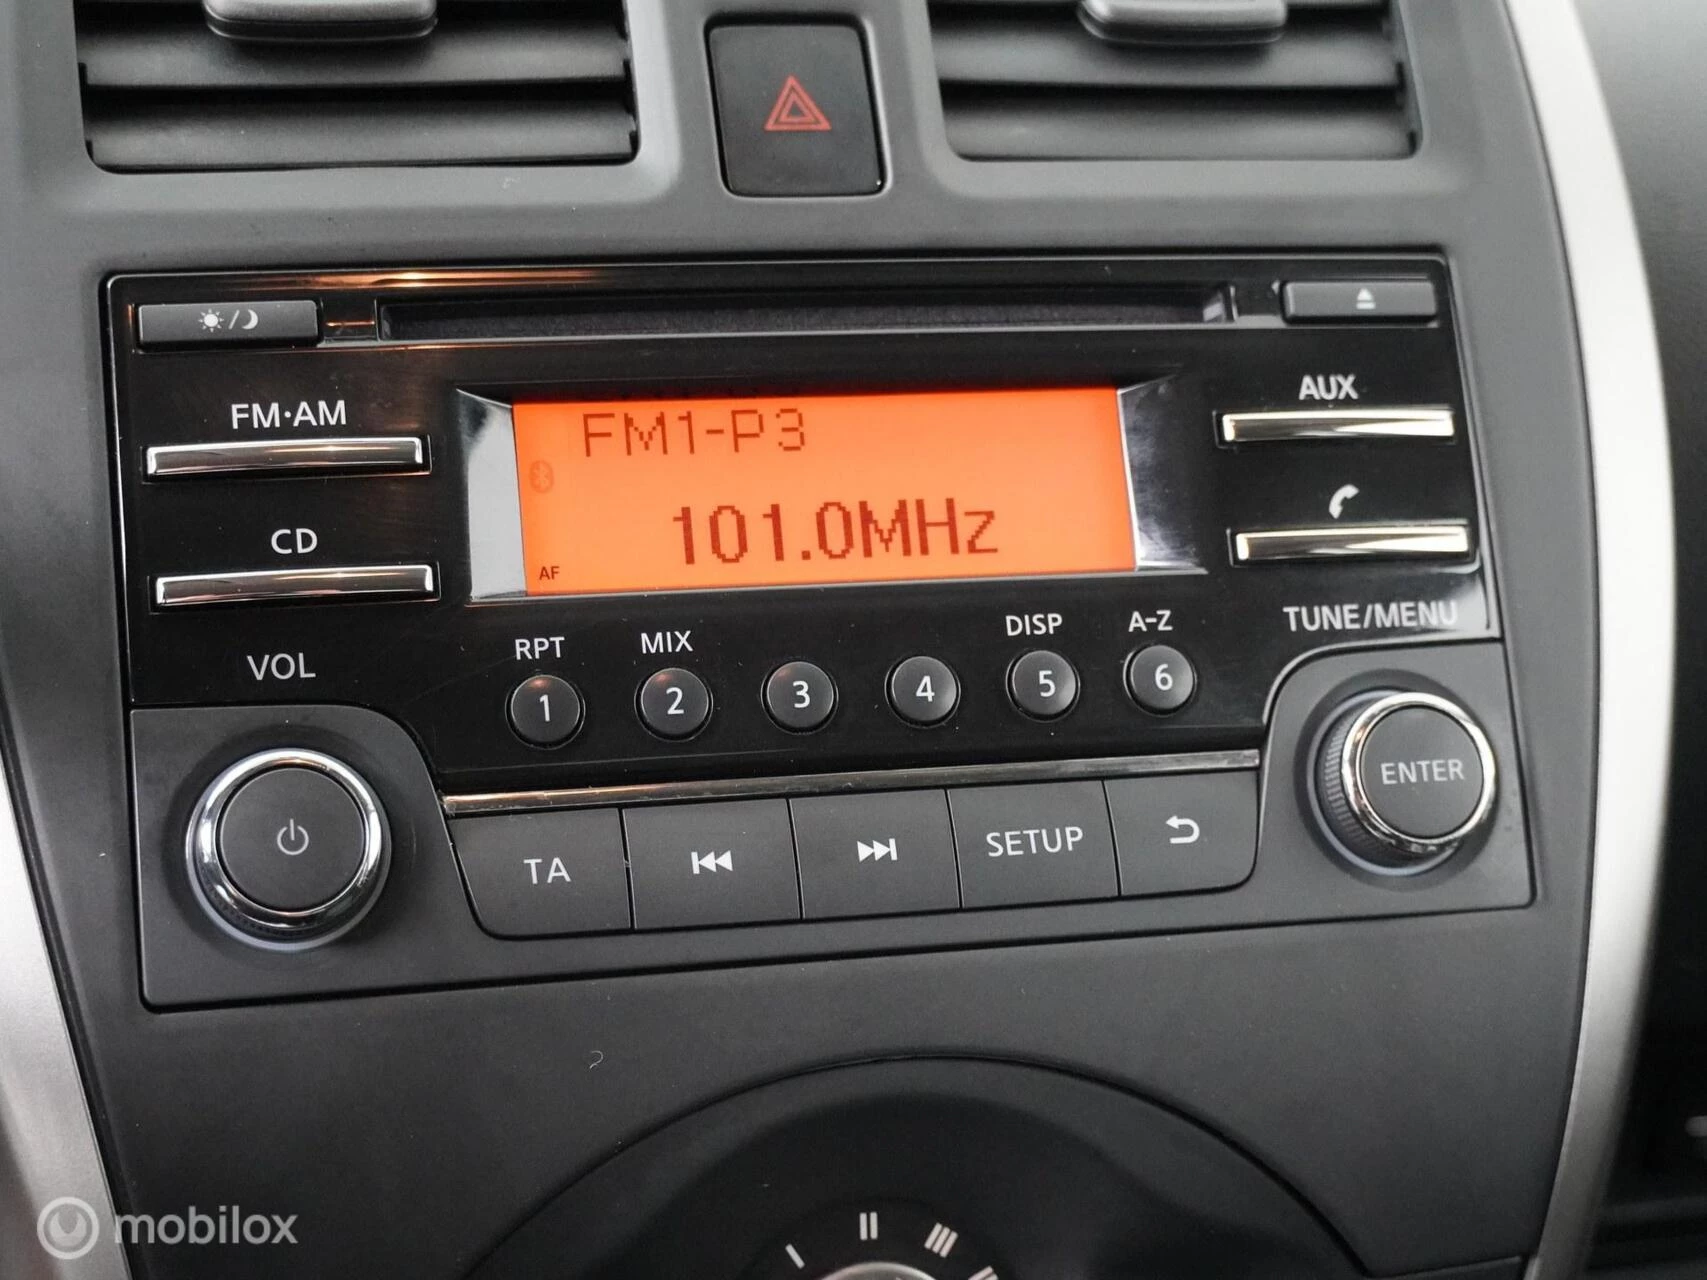 FM·AM
CD
VOL
FM1-P3
101.0MHz
AF
AUX
TUNE/MENU
RPT
MIX
DISP
A-Z
1
2
3
4
5
6
TA
SETUP
ENTER
mobilox